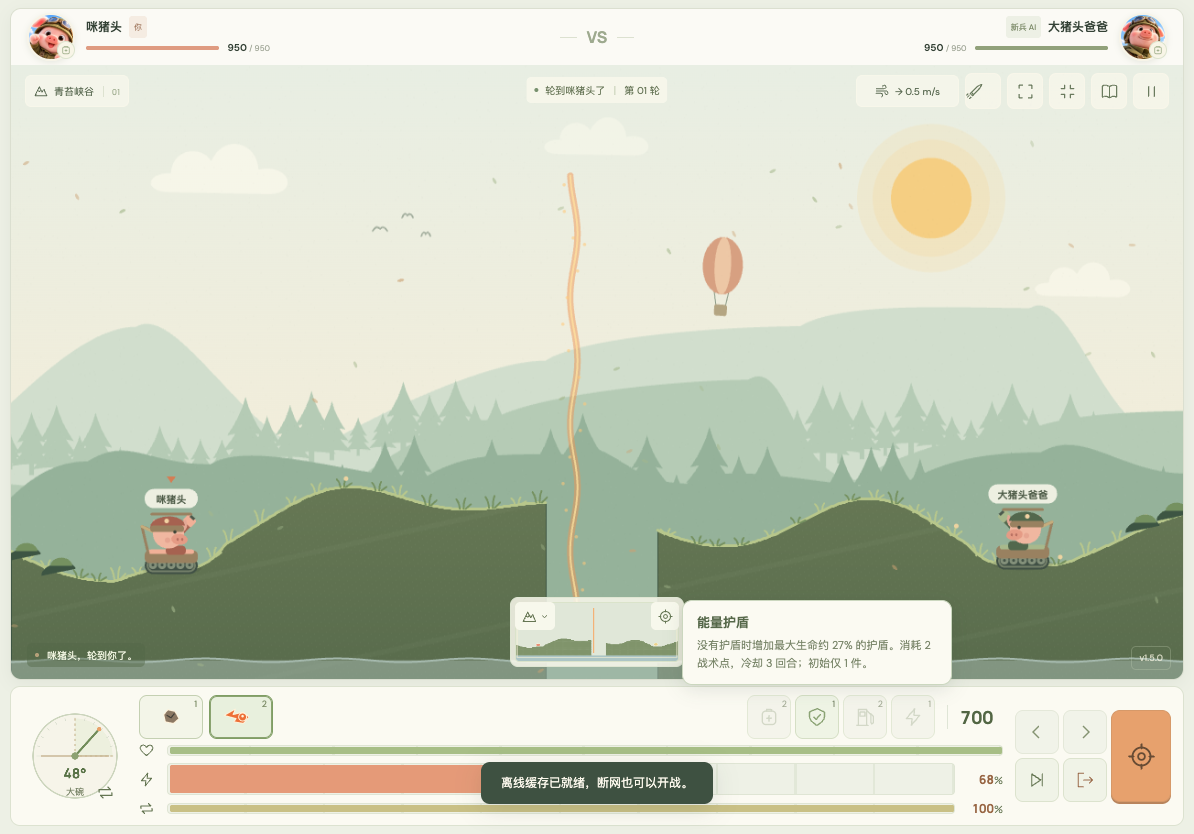 咪猪头 你
950 / 950
VS
新兵 AI 大猪头爸爸
950 / 950
青苔峡谷 01
轮到咪猪头了 第 01 轮
→ 0.5 m/s
咪猪头
大猪头爸爸
能量护盾
没有护盾时增加最大生命约 27% 的护盾。消耗 2
战术点，冷却 3 回合；初始仅 1 件。
咪猪头，轮到你了。
v1.5.0
1
2
2
1
2
1
700
48°
大碗
68%
离线缓存已就绪，断网也可以开战。
100%